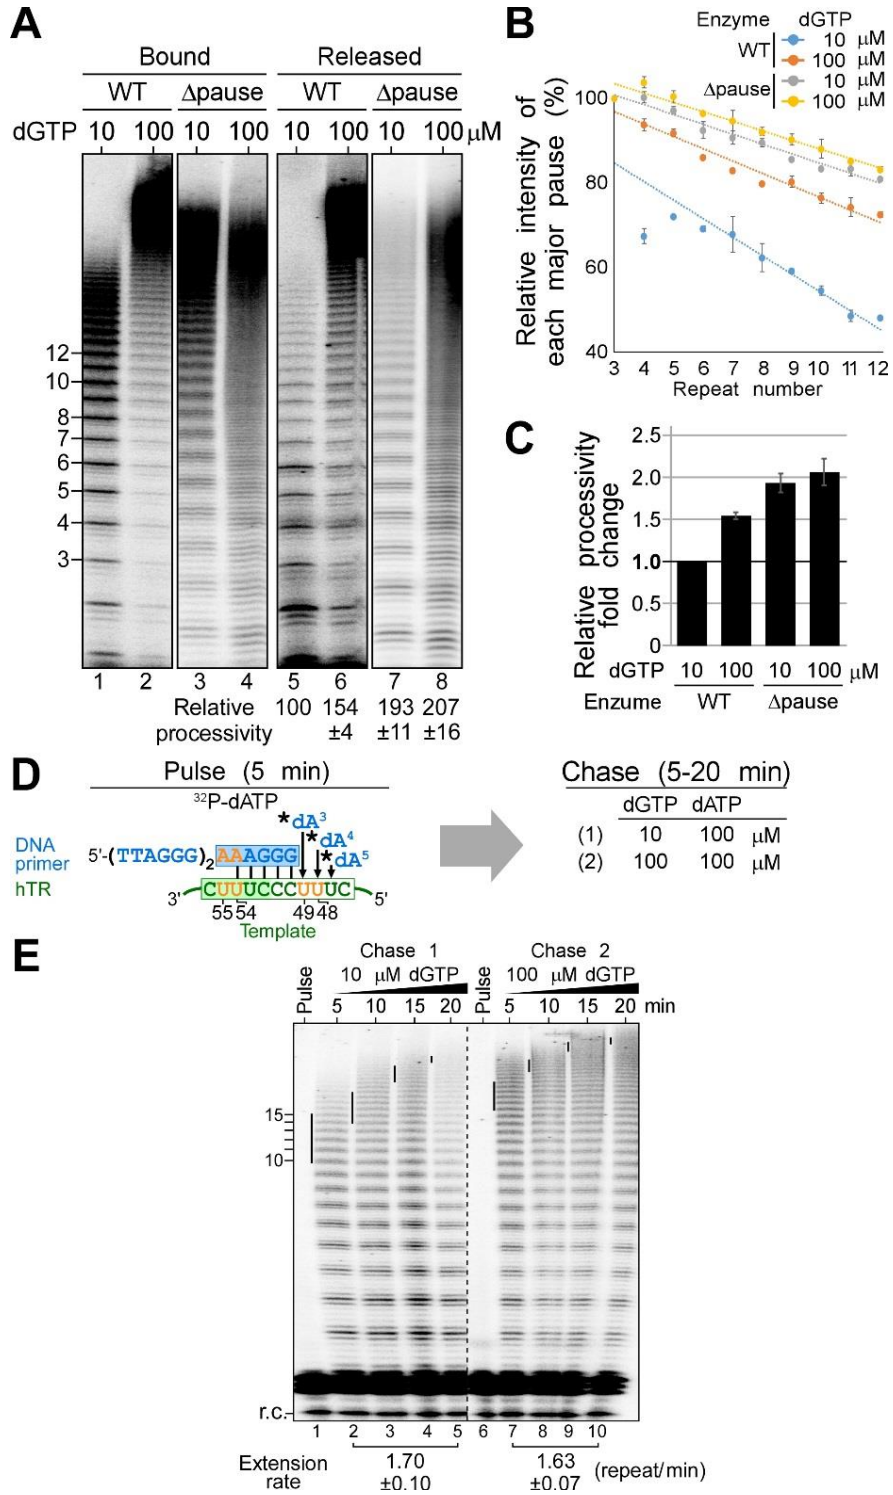 A
Bound Released
WT Δpause WT Δpause
dGTP 10 100 10 100 10 100 10 100 μM
12
10
8
7
6
5
4
3
1 2 3 4 5 6 7 8
Relative processivity 100 154 ±4 193 ±11 207 ±16
B
Enzyme dGTP
WT 10 μM
100 μM
Δpause 10 μM
100 μM
Relative intensity of each major pause (%)
100
80
60
40
3 4 5 6 7 8 9 10 11 12
Repeat number
C
Relative processivity fold change
2.5
2.0
1.5
1.0
0.5
0
dGTP 10 100 10 100 μM
Enzume WT Δpause
D
Pulse (5 min)
32P-dATP
*dA3
*dA4
*dA5
DNA primer 5'-(TTAGGG)2AAAGGG
hTR 3' CUUUCCCUUUC 5'
55 54 49 48
Template
Chase (5-20 min)
dGTP dATP
(1) 10 100 μM
(2) 100 100 μM
E
Chase 1 Chase 2
Pulse 10 μM dGTP Pulse 100 μM dGTP
5 10 15 20 5 10 15 20 min
15
10
r.c.
1 2 3 4 5 6 7 8 9 10
Extension rate 1.70 ±0.10 1.63 ±0.07 (repeat/min)